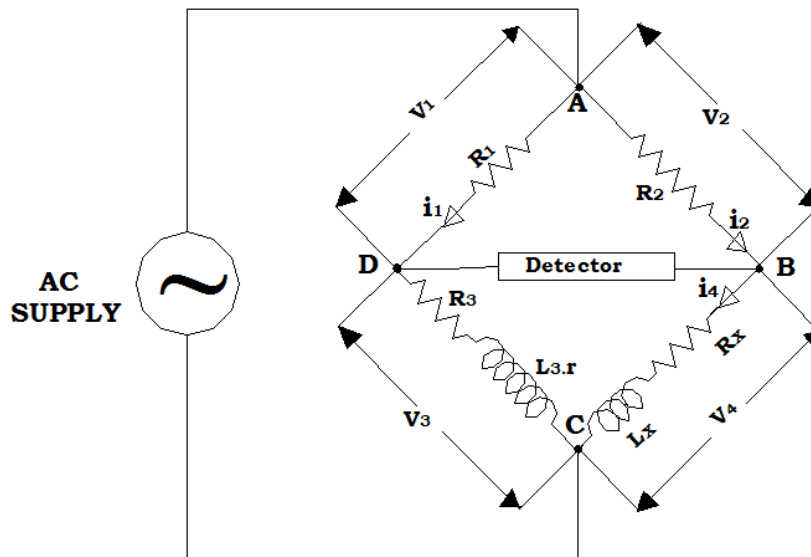 A
V1
V2
R1
R2
i1
i2
D
Detector
B
AC
SUPPLY
R3
i4
RX
L3.r
C
LX
V3
V4